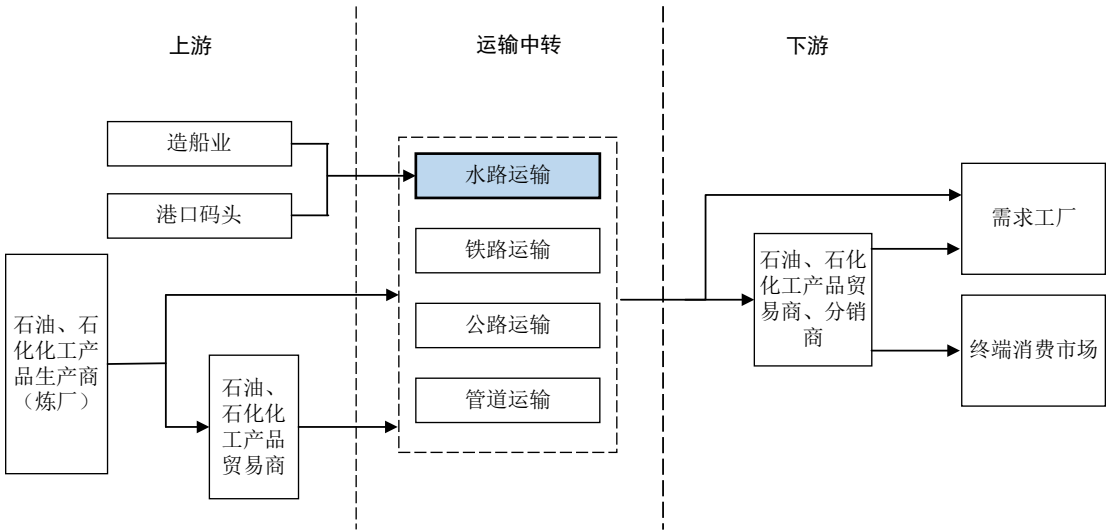 上游
运输中转
下游
造船业
港口码头
石油、石
化化工产
品生产商
（炼厂）
石油、
石化化
工产品
贸易商
水路运输
铁路运输
公路运输
管道运输
石油、石化
化工产品贸
易商、分销
商
需求工厂
终端消费市场